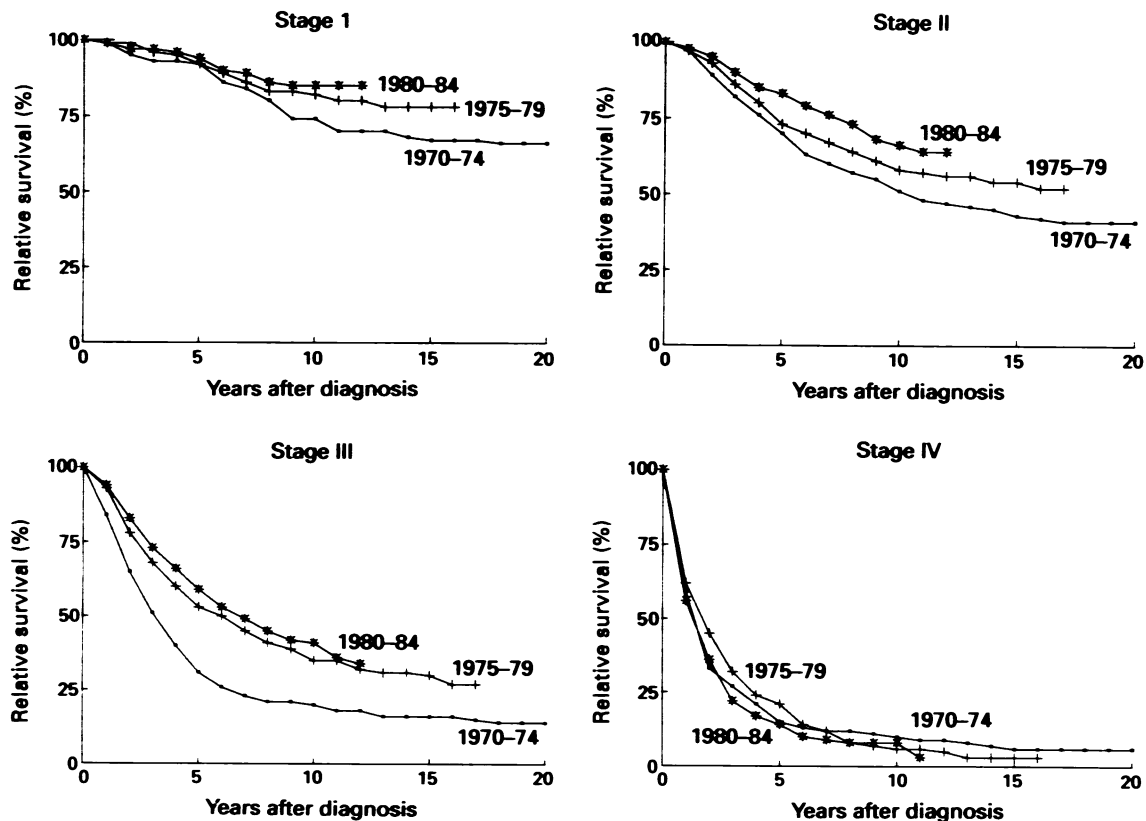 Stage 1
100
75
50
25
0
Relative survival (%)
1980–84
1975–79
1970–74
0 5 10 15 20
Years after diagnosis
Stage II
100
75
50
25
0
Relative survival (%)
1980–84
1975–79
1970–74
0 5 10 15 20
Years after diagnosis
Stage III
100
75
50
25
0
Relative survival (%)
1980–84
1975–79
1970–74
0 5 10 15 20
Years after diagnosis
Stage IV
100
75
50
25
0
Relative survival (%)
1975–79
1970–74
1980–84
0 5 10 15 20
Years after diagnosis